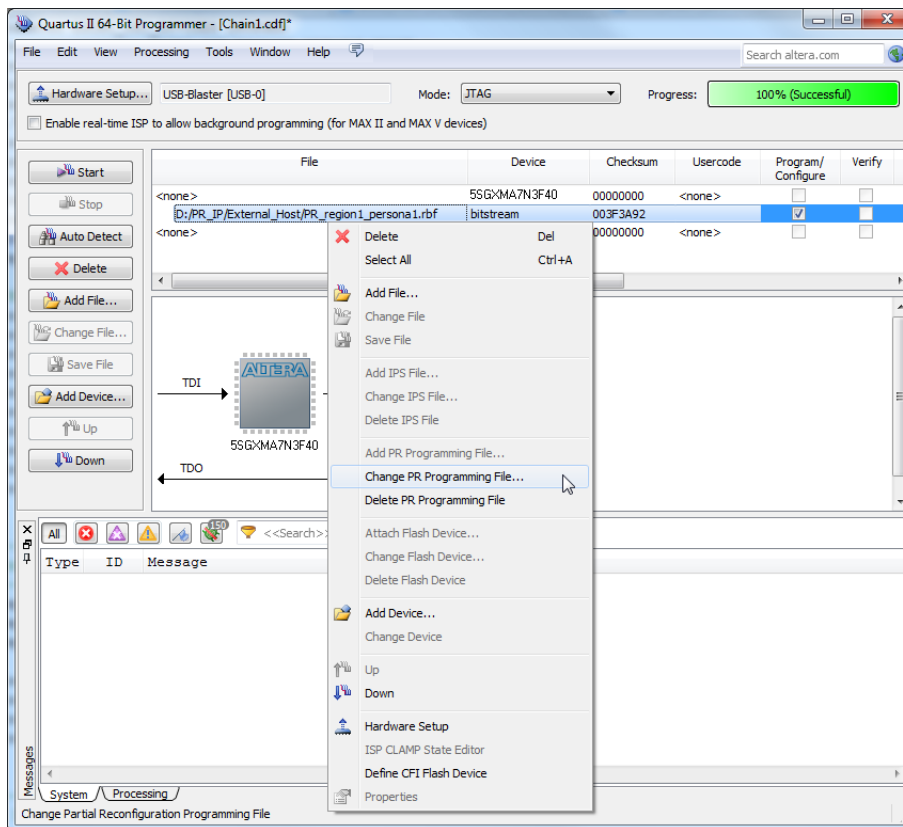 Quartus II 64-Bit Programmer - [Chain1.cdf]*
File Edit View Processing Tools Window Help
Search altera.com
Hardware Setup... USB-Blaster [USB-0] Mode: JTAG Progress: 100% (Successful)
Enable real-time ISP to allow background programming (for MAX II and MAX V devices)
Start
Stop
Auto Detect
Delete
Add File...
Change File...
Save File
Add Device...
Up
Down
File Device Checksum Usercode Program/ Configure Verify
<none> 5SGXMA7N3F40 00000000 <none>
D:/PR_IP/External_Host/PR_region1_persona1.rbf bitstream 003F3A92
<none> 00000000 <none>
TDI
ALTERA
5SGXMA7N3F40
TDO
Delete Del
Select All Ctrl+A
Add File...
Change File
Save File
Add IPS File...
Change IPS File...
Delete IPS File
Add PR Programming File...
Change PR Programming File...
Delete PR Programming File
Attach Flash Device...
Change Flash Device...
Delete Flash Device
Add Device...
Change Device
Up
Down
Hardware Setup
ISP CLAMP State Editor
Define CFI Flash Device
Properties
All 150 <<Search>>
Type ID Message
Messages
System Processing
Change Partial Reconfiguration Programming File